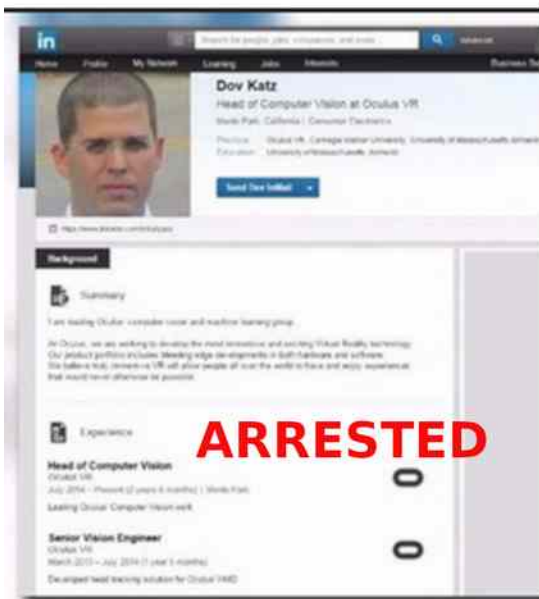 in
Search for people, jobs, companies, and more...
Advanced
Home Profile My Network Learning Jobs Interests
Business Se
Dov Katz
Head of Computer Vision at Oculus VR
Menlo Park, California | Consumer Electronics
Previous Oculus VR, Carnegie Mellon University, University of Massachusetts Amherst
Education University of Massachusetts, Amherst
Send Dov InMail
Background
Summary
I am leading Oculus' computer vision and machine learning group.
At Oculus, we are working to develop the most innovative and exciting Virtual Reality technology.
Our product portfolio includes bleeding edge developments in both hardware and software.
We believe truly immersive VR will allow people all over the world to have and enjoy experiences
that would never otherwise be possible.
Experience
ARRESTED
Head of Computer Vision
Oculus VR
July 2014 – Present (2 years 6 months) | Menlo Park
Leading Oculus' Computer Vision work
Senior Vision Engineer
Oculus VR
March 2013 – July 2014 (1 year 5 months)
Developed head tracking solution for Oculus' HMD